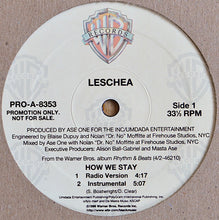 LESCHEA
PRO-A-8353
PROMOTION ONLY.
NOT FOR SALE.
Side 1
33⅓ RPM
PRODUCED BY ASE ONE FOR THE INC/UMDADA ENTERTAINMENT
Engineered by Blaise Dupuy and Nolan "Dr. No" Moffitte at Firehouse Studios, NYC
Mixed by Ase One with Nolan "Dr. No" Moffitte at Firehouse Studios, NYC
Executive Producers: Alison Ball-Gabriel and Masta Ase
From the Warner Bros. album Rhythm & Beats (4/2-46210)
HOW WE STAY
1 Radio Version 4:17
2 Instrumental 5:07
(L. Boatwright/D. Clear)